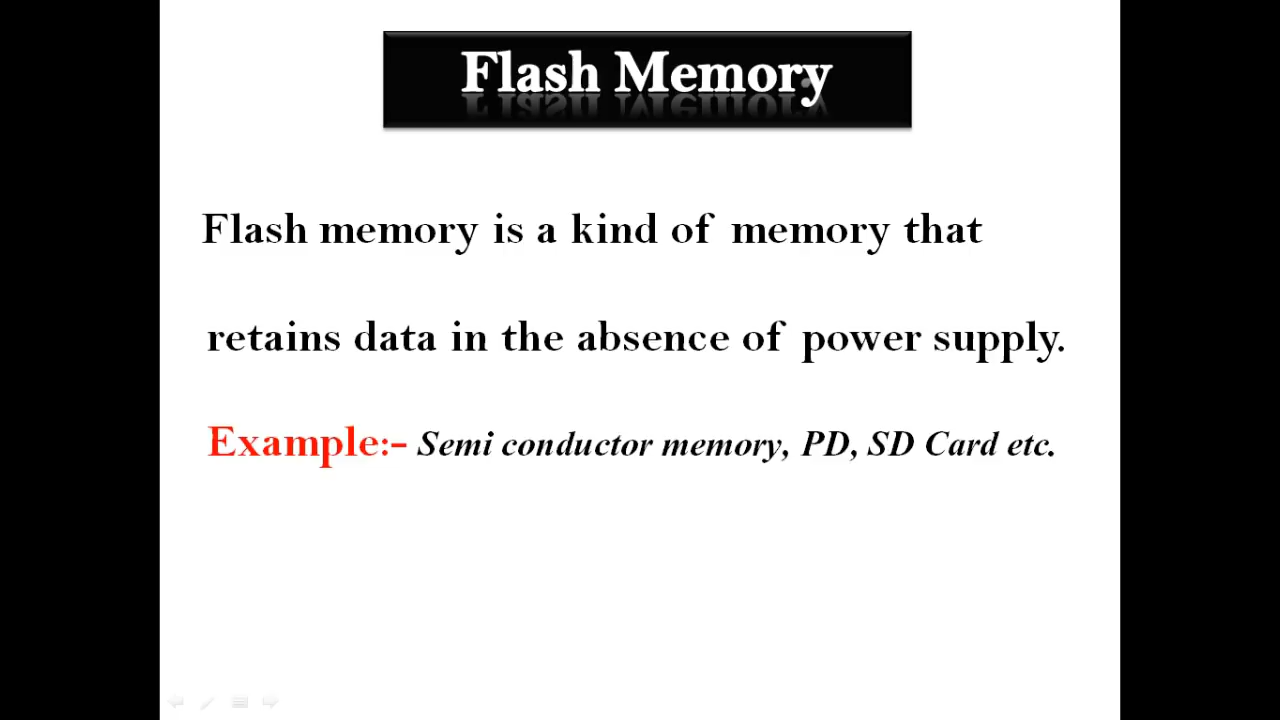 Flash Memory
Flash memory is a kind of memory that
retains data in the absence of power supply.
Example:- Semi conductor memory, PD, SD Card etc.